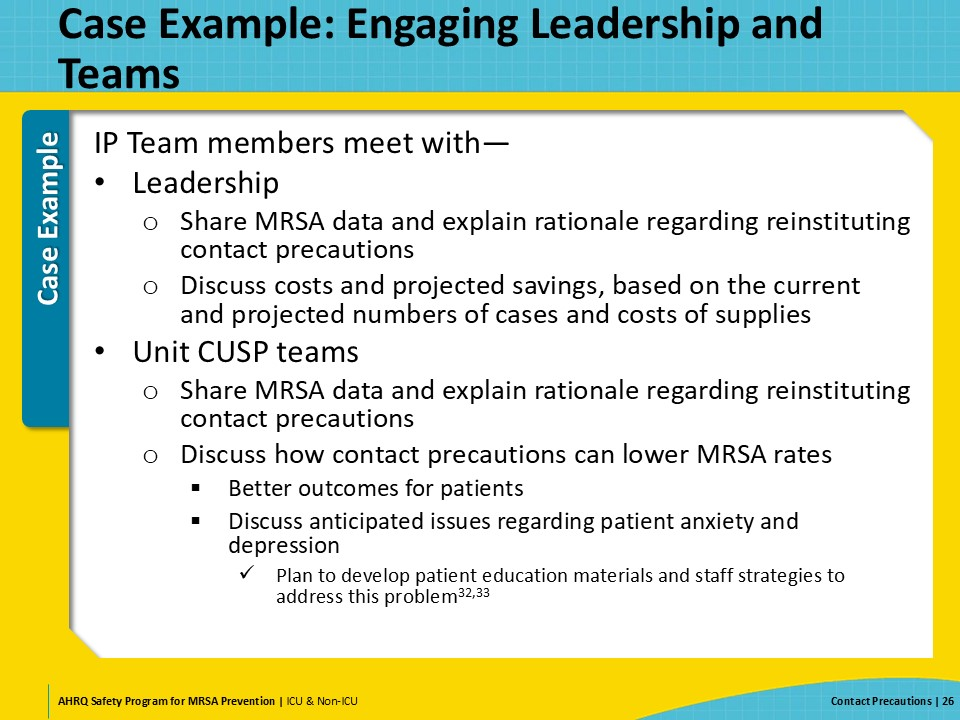 Case Example: Engaging Leadership and
Teams
Case Example
IP Team members meet with—
• Leadership
o Share MRSA data and explain rationale regarding reinstituting
contact precautions
o Discuss costs and projected savings, based on the current
and projected numbers of cases and costs of supplies
• Unit CUSP teams
o Share MRSA data and explain rationale regarding reinstituting
contact precautions
o Discuss how contact precautions can lower MRSA rates
▪ Better outcomes for patients
▪ Discuss anticipated issues regarding patient anxiety and
depression
✓ Plan to develop patient education materials and staff strategies to
address this problem32,33
AHRQ Safety Program for MRSA Prevention | ICU & Non-ICU
Contact Precautions | 26